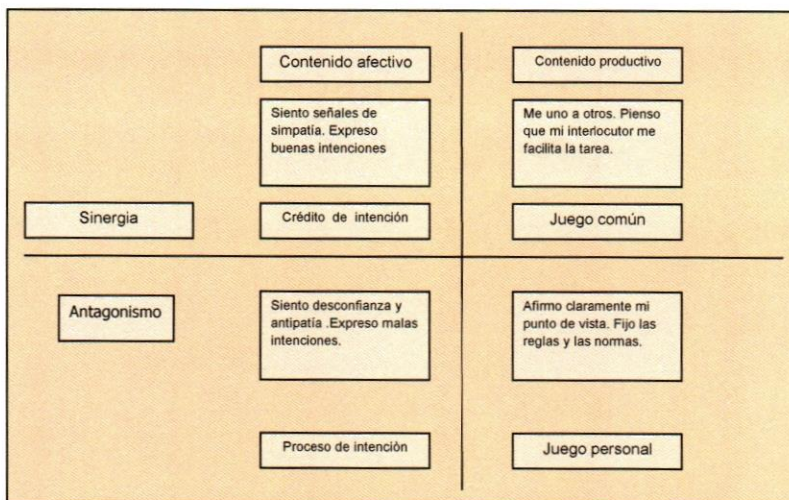 Contenido afectivo
Contenido productivo
Siento señales de
simpatía. Expreso
buenas intenciones
Me uno a otros. Pienso
que mi interlocutor me
facilita la tarea.
Sinergia
Crédito de intención
Juego común
Antagonismo
Siento desconfianza y
antipatía .Expreso malas
intenciones.
Afirmo claramente mi
punto de vista. Fijo las
reglas y las normas.
Proceso de intenciòn
Juego personal